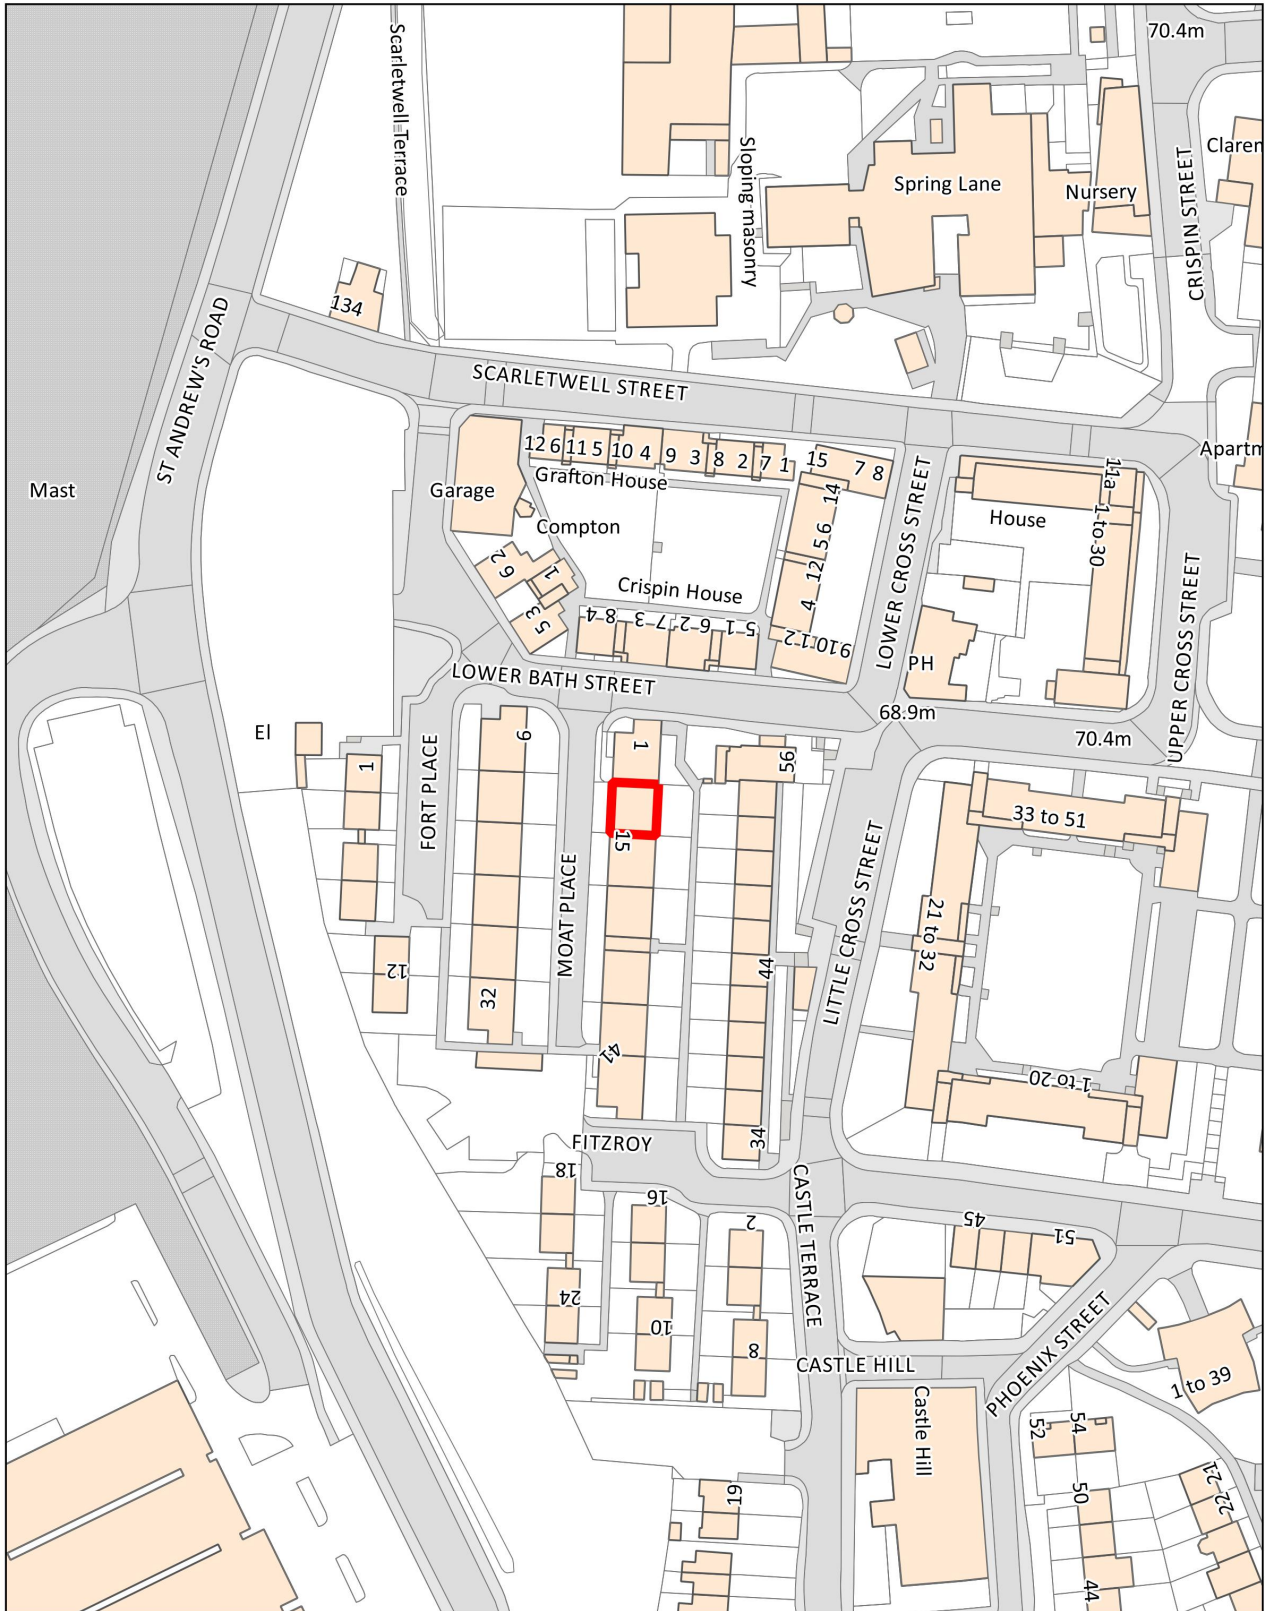 70.4m
Scarletwell Terrace
CRISPIN STREET
Claren
Sloping masonry
Spring Lane
Nursery
134
ST ANDREW'S ROAD
SCARLETWELL STREET
12 6 11 5 10 4 9 3 8 2 7 1
15 7 8
Apartm
Mast
Garage
Grafton House
14
LOWER CROSS STREET
11a
1 to 30
House
Compton
5 6
6 2
1
12
Crispin House
4
5 3
8 4 7 3 6 2 5 1
9 10 1 2
UPPER CROSS STREET
PH
LOWER BATH STREET
68.9m
70.4m
El
6
1
56
1
FORT PLACE
33 to 51
15
MOAT PLACE
LITTLE CROSS STREET
21 to 32
12
44
32
41
1 to 20
FITZROY
34
18
16
2
CASTLE TERRACE
45
51
24
10
8
CASTLE HILL
PHOENIX STREET
1 to 39
Castle Hill
52
54
19
50
22
21
44